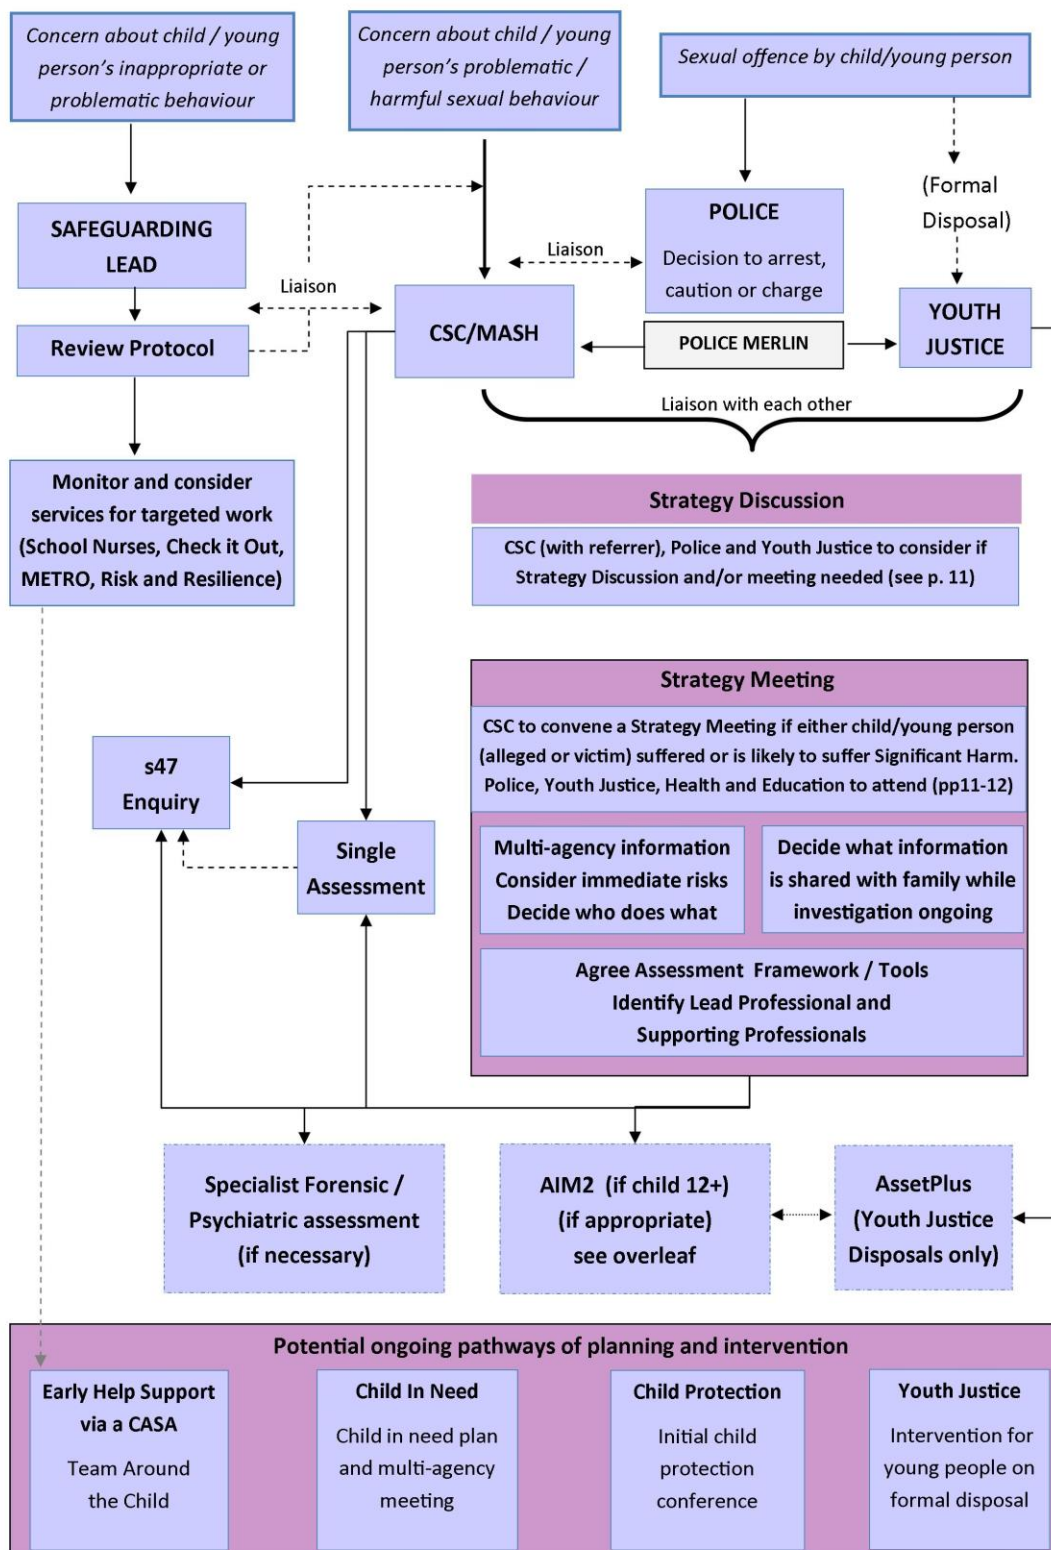 Concern about child / young
person's inappropriate or
problematic behaviour
Concern about child / young
person's problematic /
harmful sexual behaviour
Sexual offence by child/young person
SAFEGUARDING
LEAD
Review Protocol
Liaison
Liaison
POLICE
Decision to arrest,
caution or charge
(Formal
Disposal)
CSC/MASH
POLICE MERLIN
YOUTH
JUSTICE
Liaison with each other
Monitor and consider
services for targeted work
(School Nurses, Check it Out,
METRO, Risk and Resilience)
Strategy Discussion
CSC (with referrer), Police and Youth Justice to consider if
Strategy Discussion and/or meeting needed (see p. 11)
Strategy Meeting
CSC to convene a Strategy Meeting if either child/young person
(alleged or victim) suffered or is likely to suffer Significant Harm.
Police, Youth Justice, Health and Education to attend (pp11-12)
s47
Enquiry
Single
Assessment
Multi-agency information
Consider immediate risks
Decide who does what
Decide what information
is shared with family while
investigation ongoing
Agree Assessment Framework / Tools
Identify Lead Professional and
Supporting Professionals
Specialist Forensic /
Psychiatric assessment
(if necessary)
AIM2 (if child 12+)
(if appropriate)
see overleaf
AssetPlus
(Youth Justice
Disposals only)
Potential ongoing pathways of planning and intervention
Early Help Support
via a CASA
Team Around
the Child
Child In Need
Child in need plan
and multi-agency
meeting
Child Protection
Initial child
protection
conference
Youth Justice
Intervention for
young people on
formal disposal